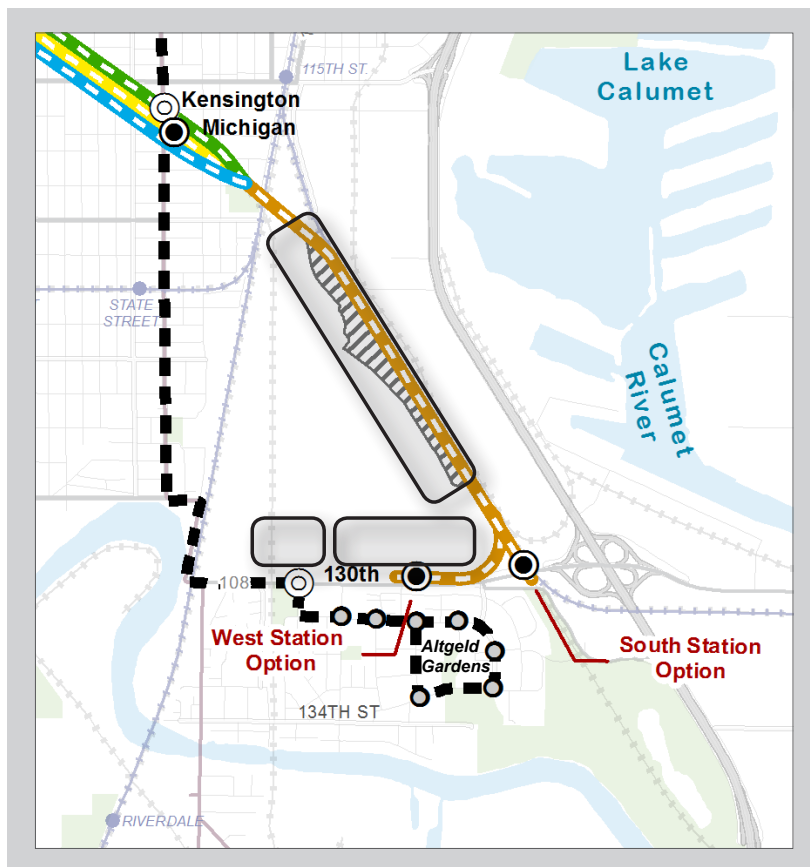 115TH ST.
Lake
Calumet
Kensington
Michigan
STATE
STREET
Calumet
River
108
130th
West Station
Option
Altgeld
Gardens
South Station
Option
134TH ST
RIVERDALE